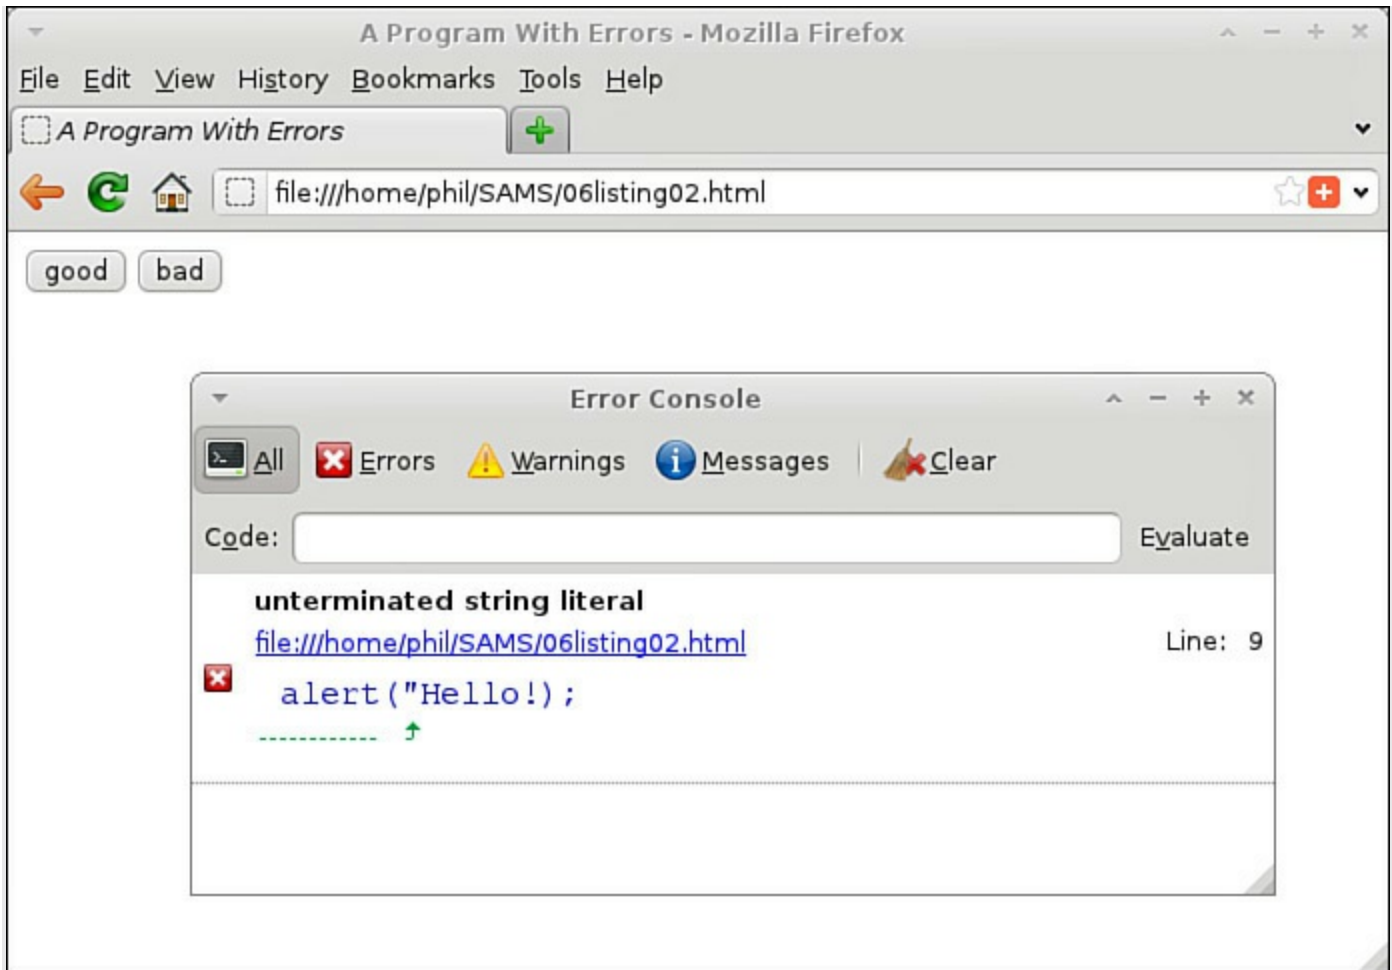 A Program With Errors - Mozilla Firefox
File Edit View History Bookmarks Tools Help
A Program With Errors
file:///home/phil/SAMS/06listing02.html
good bad
Error Console
All Errors Warnings Messages Clear
Code: Evaluate
unterminated string literal
file:///home/phil/SAMS/06listing02.html Line: 9
alert("Hello!);